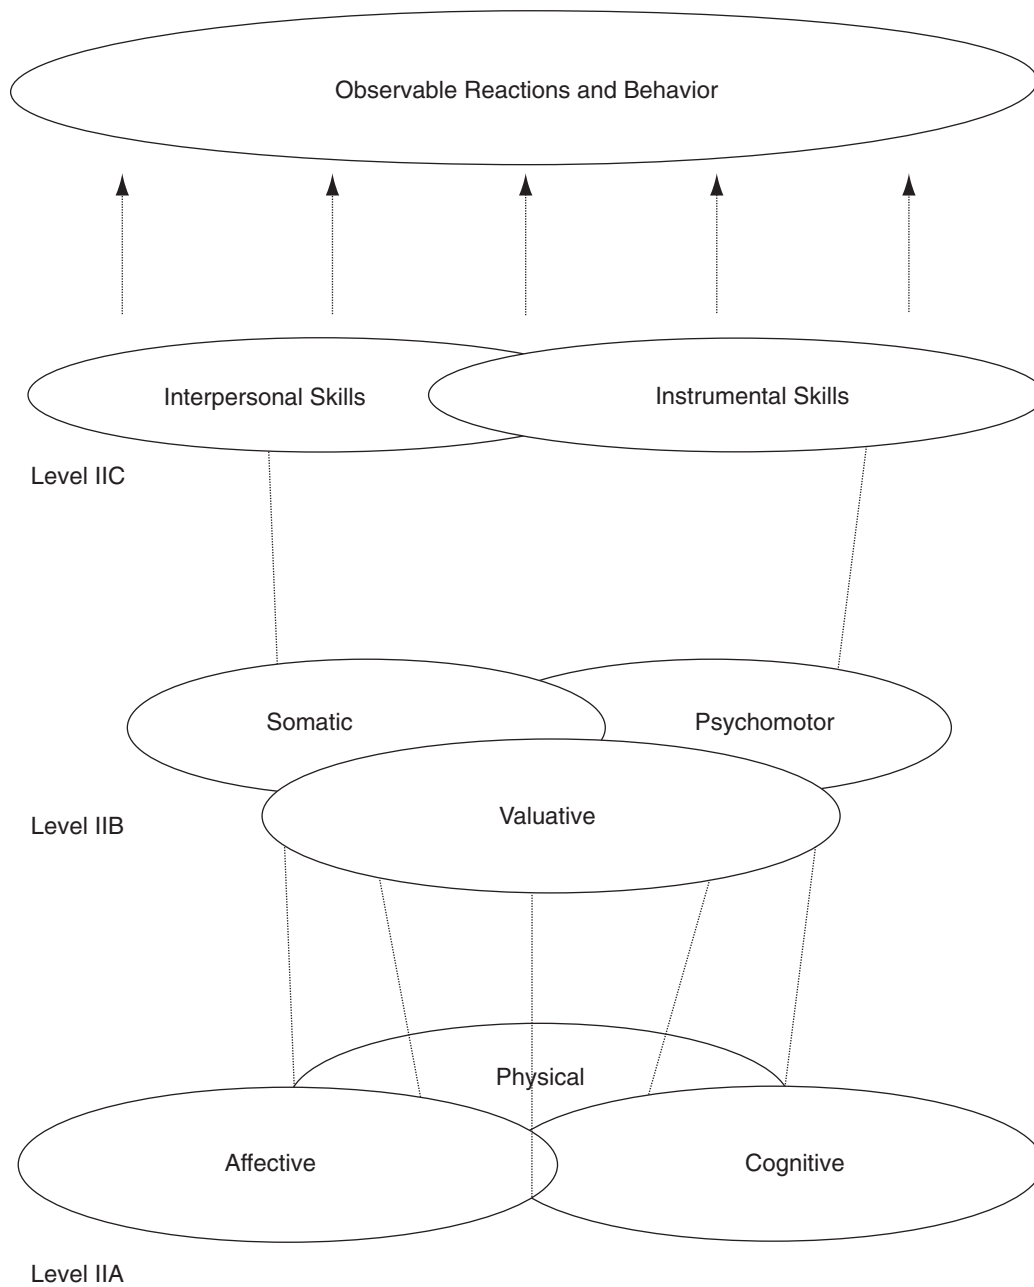 Observable Reactions and Behavior
Interpersonal Skills
Instrumental Skills
Level IIC
Somatic
Psychomotor
Valuative
Level IIB
Physical
Affective
Cognitive
Level IIA